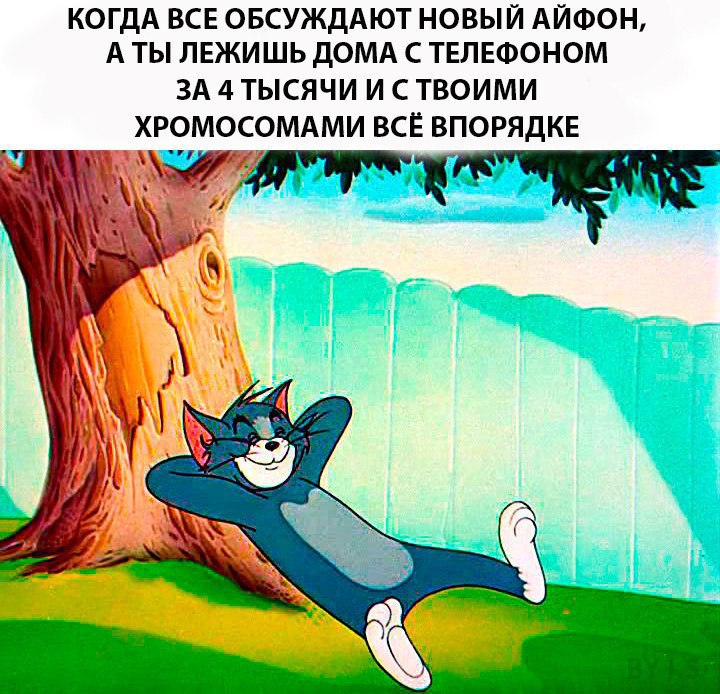 КОГДА ВСЕ ОБСУЖДАЮТ НОВЫЙ АЙФОН,
А ТЫ ЛЕЖИШЬ ДОМА С ТЕЛЕФОНОМ
ЗА 4 ТЫСЯЧИ И С ТВОИМИ
ХРОМОСОМАМИ ВСЁ ВПОРЯДКЕ